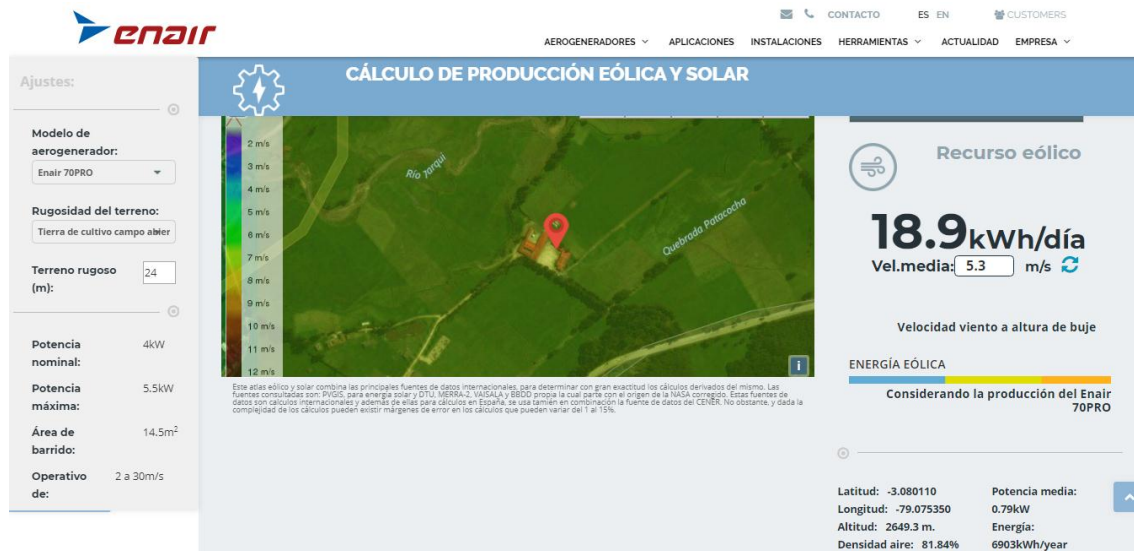 enair
CONTACTO
ES EN
CUSTOMERS
AEROGENERADORES
APLICACIONES
INSTALACIONES
HERRAMIENTAS
ACTUALIDAD
EMPRESA
Ajustes:
CÁLCULO DE PRODUCCIÓN EÓLICA Y SOLAR
Modelo de
aerogenerador:
Enair 70PRO
Rugosidad del terreno:
Tierra de cultivo campo abier
Terreno rugoso
(m):
24
Potencia
nominal:
4kW
Potencia
máxima:
5.5kW
Área de
barrido:
14.5m²
Operativo
de:
2 a 30m/s
2 m/s
3 m/s
4 m/s
5 m/s
6 m/s
7 m/s
8 m/s
9 m/s
10 m/s
11 m/s
12 m/s
Río Tarqui
Quebrada Patacocha
i
Este atlas eólico y solar combina las principales fuentes de datos internacionales, para determinar con gran exactitud los cálculos derivados del mismo. Las
fuentes consultadas son: PVGIS, para energia solar y DTU, MERRA-2, VAISALA y BBDD propia la cual parte con el origen de la NASA corregido. Estas fuentes de
datos son cálculos internacionales y además de ellas para cálculos en España, se usa tamién en combinación la fuente de datos del CENER. No obstante, y dada la
complejidad de los cálculos pueden existir márgenes de error en los cálculos que pueden variar del 1 al 15%.
Recurso eólico
18.9kWh/día
Vel.media: 5.3 m/s
Velocidad viento a altura de buje
ENERGÍA EÓLICA
Considerando la producción del Enair
70PRO
Latitud: -3.080110
Longitud: -79.075350
Altitud: 2649.3 m.
Densidad aire: 81.84%
Potencia media:
0.79kW
Energía:
6903kWh/year